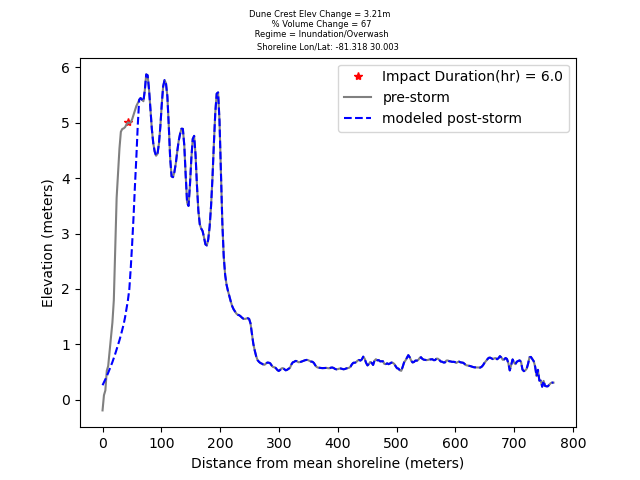 Dune Crest Elev Change = 3.21m
% Volume Change = 67
Regime = Inundation/Overwash
Shoreline Lon/Lat: -81.318 30.003
Impact Duration(hr) = 6.0
pre-storm
modeled post-storm
Elevation (meters)
6
5
4
3
2
1
0
0 100 200 300 400 500 600 700 800
Distance from mean shoreline (meters)